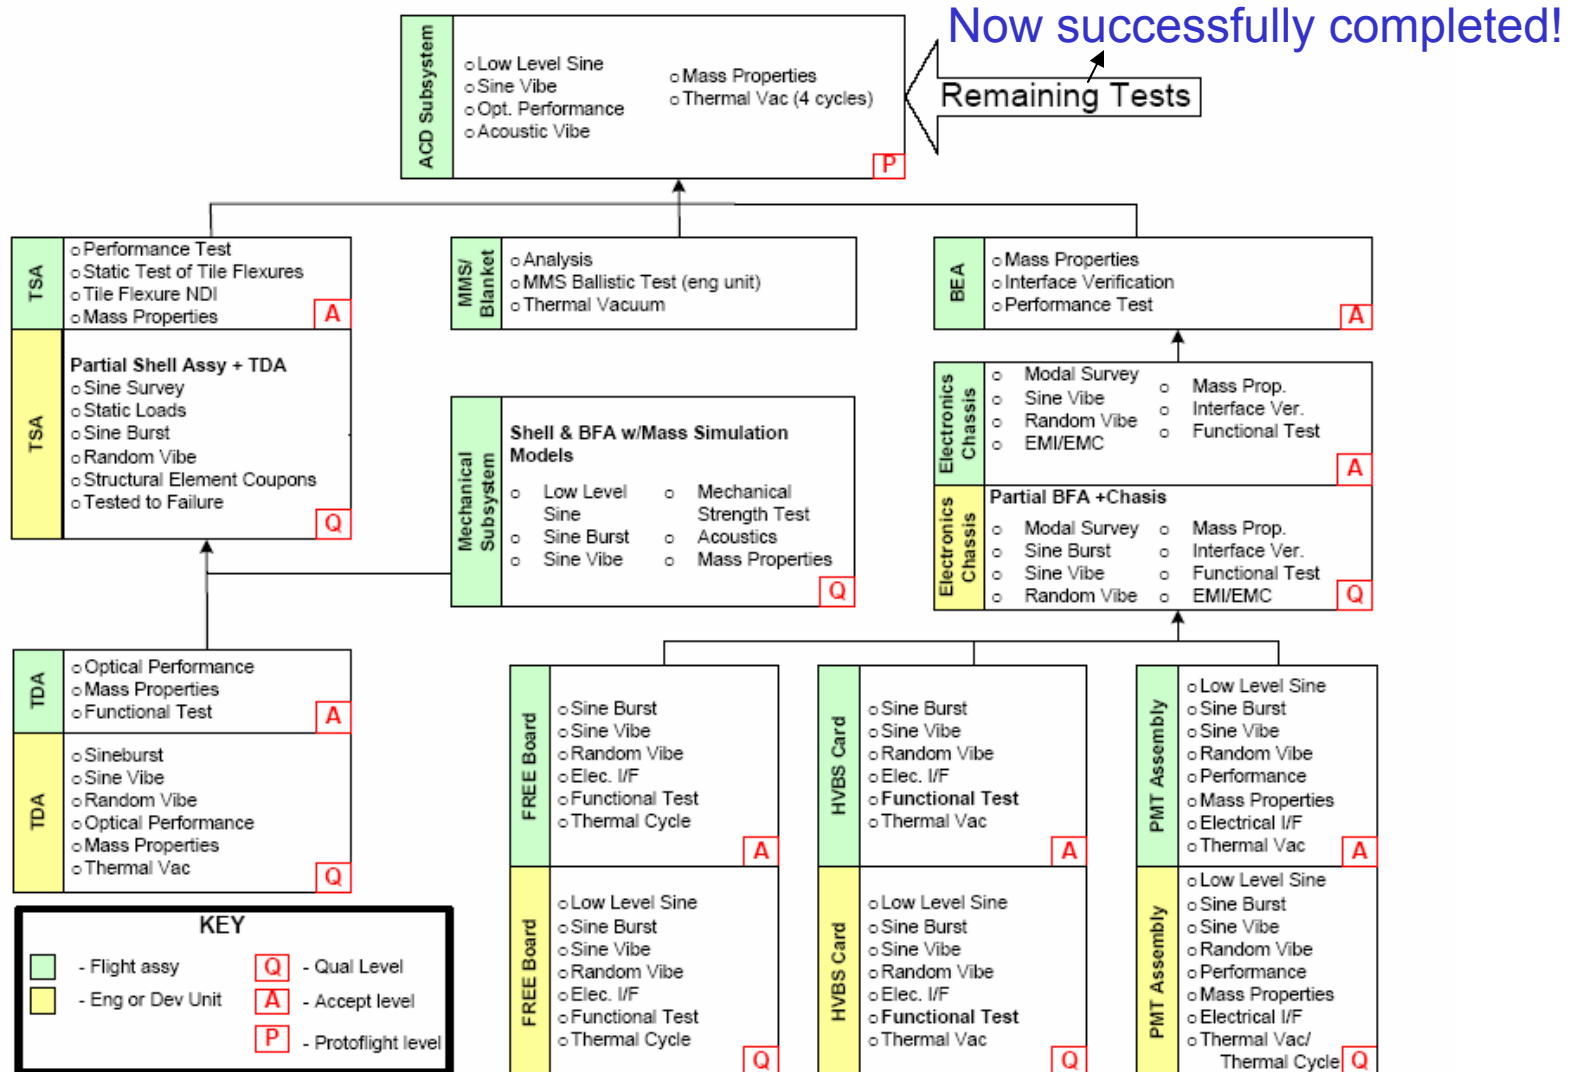 Now successfully completed!
Remaining Tests
ACD Subsystem
o Low Level Sine
o Sine Vibe
o Opt. Performance
o Acoustic Vibe
o Mass Properties
o Thermal Vac (4 cycles)
P
TSA
o Performance Test
o Static Test of Tile Flexures
o Tile Flexure NDI
o Mass Properties
A
TSA
Partial Shell Assy + TDA
o Sine Survey
o Static Loads
o Sine Burst
o Random Vibe
o Structural Element Coupons
o Tested to Failure
Q
MMS/
Blanket
o Analysis
o MMS Ballistic Test (eng unit)
o Thermal Vacuum
BEA
o Mass Properties
o Interface Verification
o Performance Test
A
Mechanical
Subsystem
Shell & BFA w/Mass Simulation
Models
o Low Level
Sine
o Sine Burst
o Sine Vibe
o Mechanical
Strength Test
o Acoustics
o Mass Properties
Q
Electronics
Chassis
o Modal Survey
o Sine Vibe
o Random Vibe
o EMI/EMC
o Mass Prop.
o Interface Ver.
o Functional Test
A
Electronics
Chassis
Partial BFA +Chasis
o Modal Survey
o Sine Burst
o Sine Vibe
o Random Vibe
o Mass Prop.
o Interface Ver.
o Functional Test
o EMI/EMC
Q
TDA
o Optical Performance
o Mass Properties
o Functional Test
A
TDA
o Sineburst
o Sine Vibe
o Random Vibe
o Optical Performance
o Mass Properties
o Thermal Vac
Q
FREE Board
o Sine Burst
o Sine Vibe
o Random Vibe
o Elec. I/F
o Functional Test
o Thermal Cycle
A
FREE Board
o Low Level Sine
o Sine Burst
o Sine Vibe
o Random Vibe
o Elec. I/F
o Functional Test
o Thermal Cycle
Q
HVBS Card
o Sine Burst
o Sine Vibe
o Random Vibe
o Elec. I/F
o Functional Test
o Thermal Vac
A
HVBS Card
o Low Level Sine
o Sine Burst
o Sine Vibe
o Random Vibe
o Elec. I/F
o Functional Test
o Thermal Vac
Q
PMT Assembly
o Low Level Sine
o Sine Burst
o Sine Vibe
o Random Vibe
o Performance
o Mass Properties
o Electrical I/F
o Thermal Vac
A
PMT Assembly
o Low Level Sine
o Sine Burst
o Sine Vibe
o Random Vibe
o Performance
o Mass Properties
o Electrical I/F
o Thermal Vac/
Thermal Cycle
Q
KEY
- Flight assy
- Eng or Dev Unit
Q - Qual Level
A - Accept level
P - Protoflight level